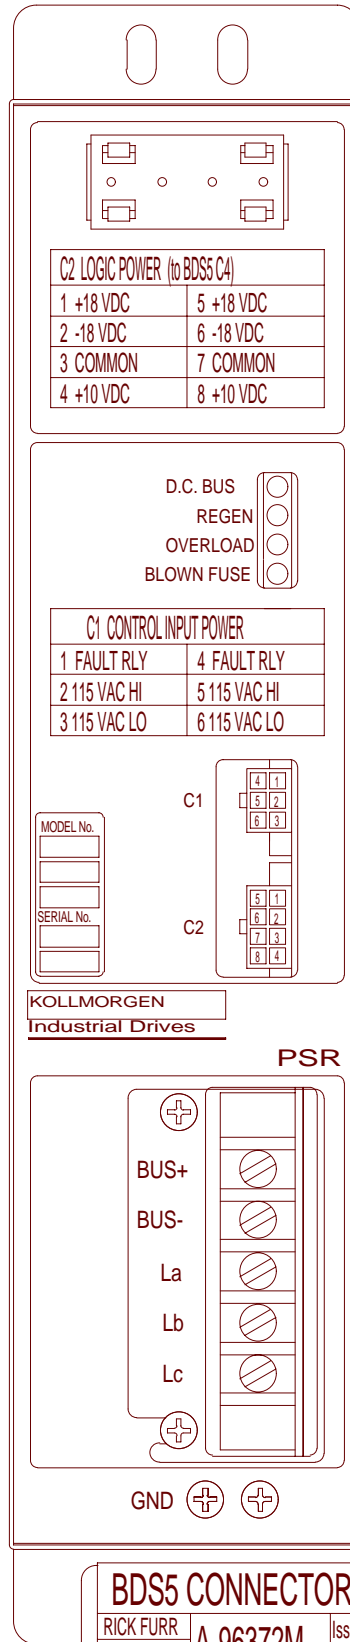 C2 LOGIC POWER (to BDS5 C4)
1 +18 VDC 5 +18 VDC
2 -18 VDC 6 -18 VDC
3 COMMON 7 COMMON
4 +10 VDC 8 +10 VDC
D.C. BUS
REGEN
OVERLOAD
BLOWN FUSE
C1 CONTROL INPUT POWER
1 FAULT RLY 4 FAULT RLY
2 115 VAC HI 5 115 VAC HI
3 115 VAC LO 6 115 VAC LO
C1
4 1
5 2
6 3
MODEL No.
SERIAL No.
C2
5 1
6 2
7 3
8 4
KOLLMORGEN
Industrial Drives
PSR
BUS+
BUS-
La
Lb
Lc
GND
BDS5 CONNECTOR
RICK FURR A-96372M Iss